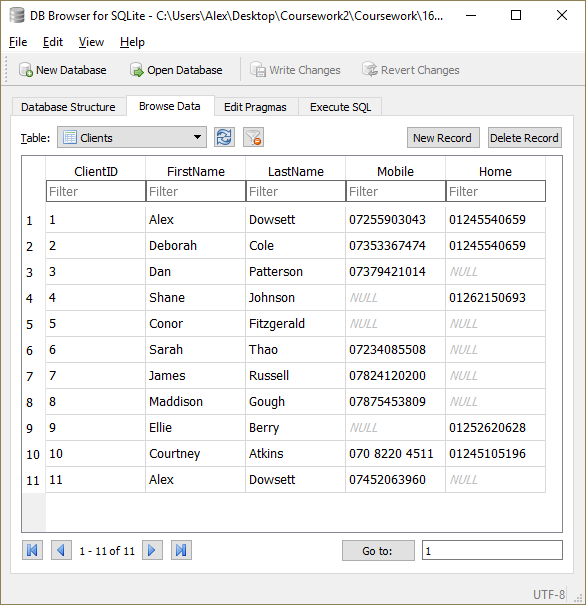 DB Browser for SQLite - C:\Users\Alex\Desktop\Coursework2\Coursework\16...
File Edit View Help
New Database Open Database Write Changes Revert Changes
Database Structure Browse Data Edit Pragmas Execute SQL
Table: Clients New Record Delete Record
ClientID FirstName LastName Mobile Home
Filter Filter Filter Filter Filter
1 1 Alex Dowsett 07255903043 01245540659
2 2 Deborah Cole 07353367474 01245540659
3 3 Dan Patterson 07379421014 NULL
4 4 Shane Johnson NULL 01262150693
5 5 Conor Fitzgerald NULL NULL
6 6 Sarah Thao 07234085508 NULL
7 7 James Russell 07824120200 NULL
8 8 Maddison Gough 07875453809 NULL
9 9 Ellie Berry NULL 01252620628
10 10 Courtney Atkins 070 8220 4511 01245105196
11 11 Alex Dowsett 07452063960 NULL
1 - 11 of 11 Go to: 1
UTF-8